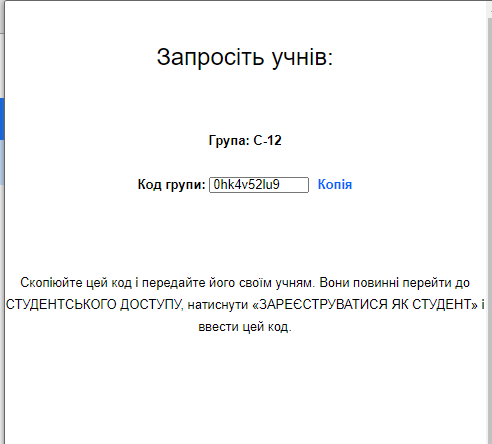 Запросіть учнів:
Група: С-12
Код групи: 0hk4v52lu9 Копія
Скопіюйте цей код і передайте його своїм учням. Вони повинні перейти до
СТУДЕНТСЬКОГО ДОСТУПУ, натиснути «ЗАРЕЄСТРУВАТИСЯ ЯК СТУДЕНТ» і
ввести цей код.